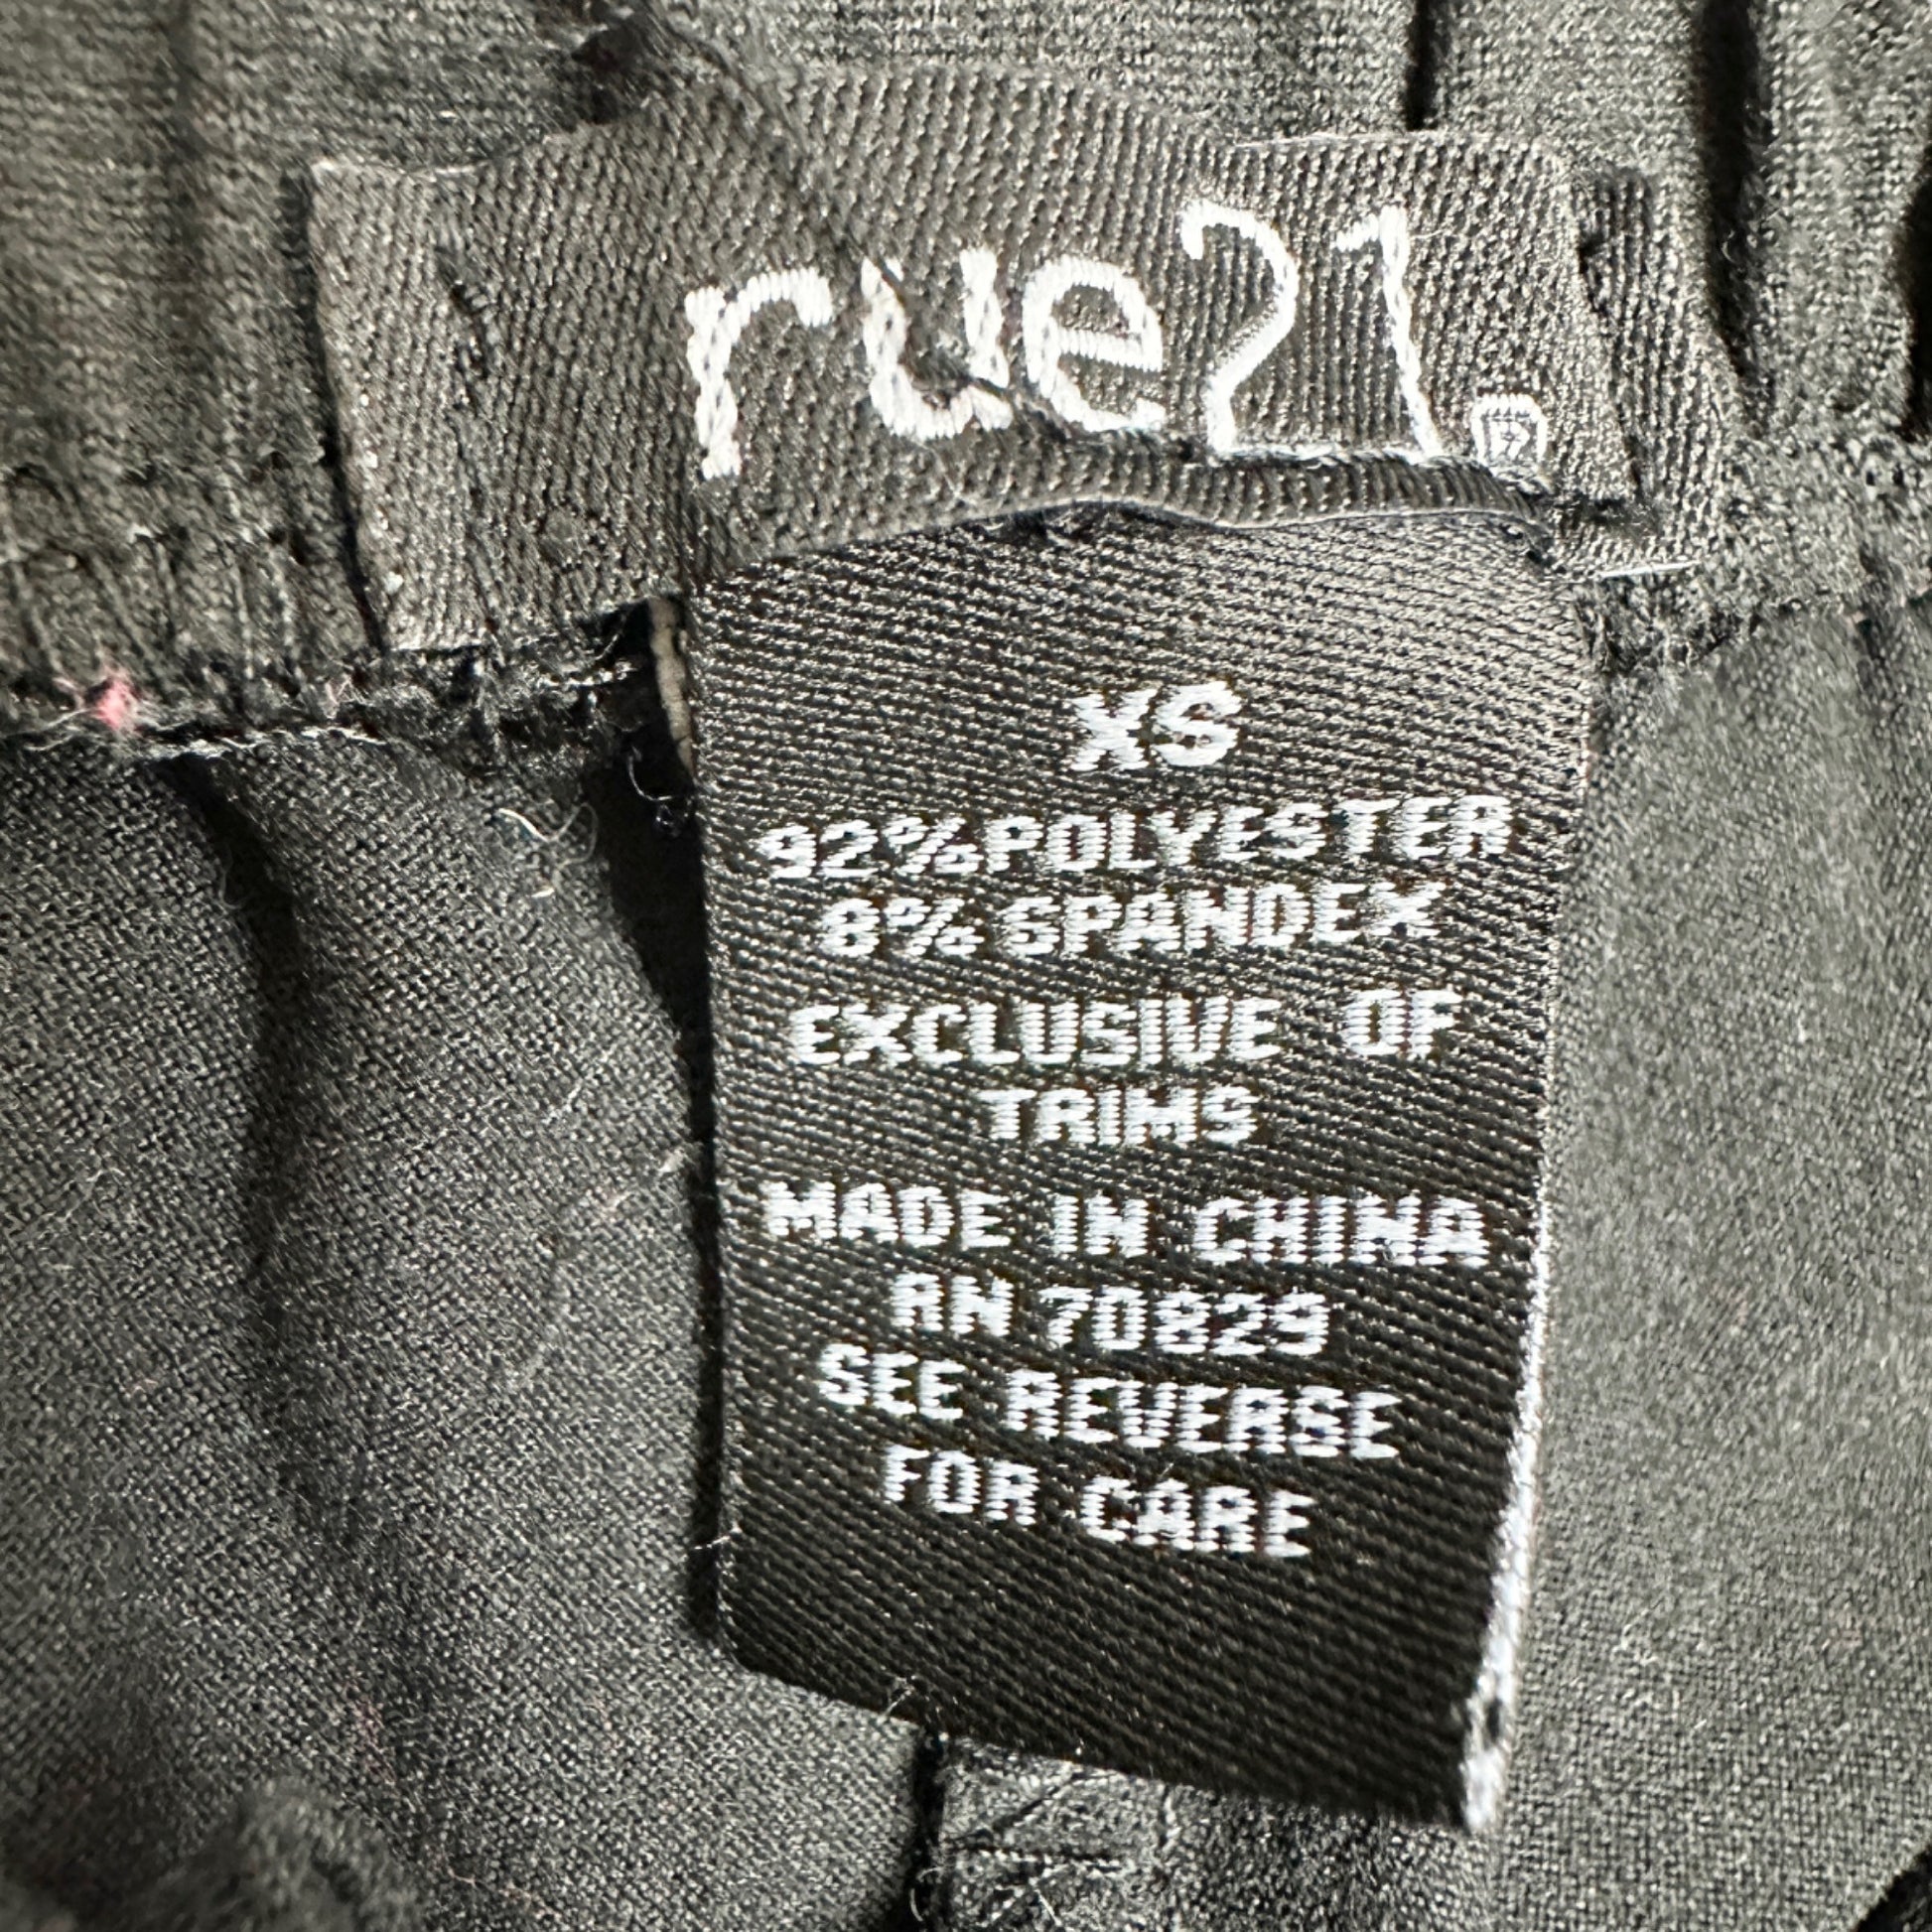 rue21®
XS
92%POLYESTER
8% SPANDEX
EXCLUSIVE OF
TRIMS
MADE IN CHINA
RN 70829
SEE REVERSE
FOR CARE